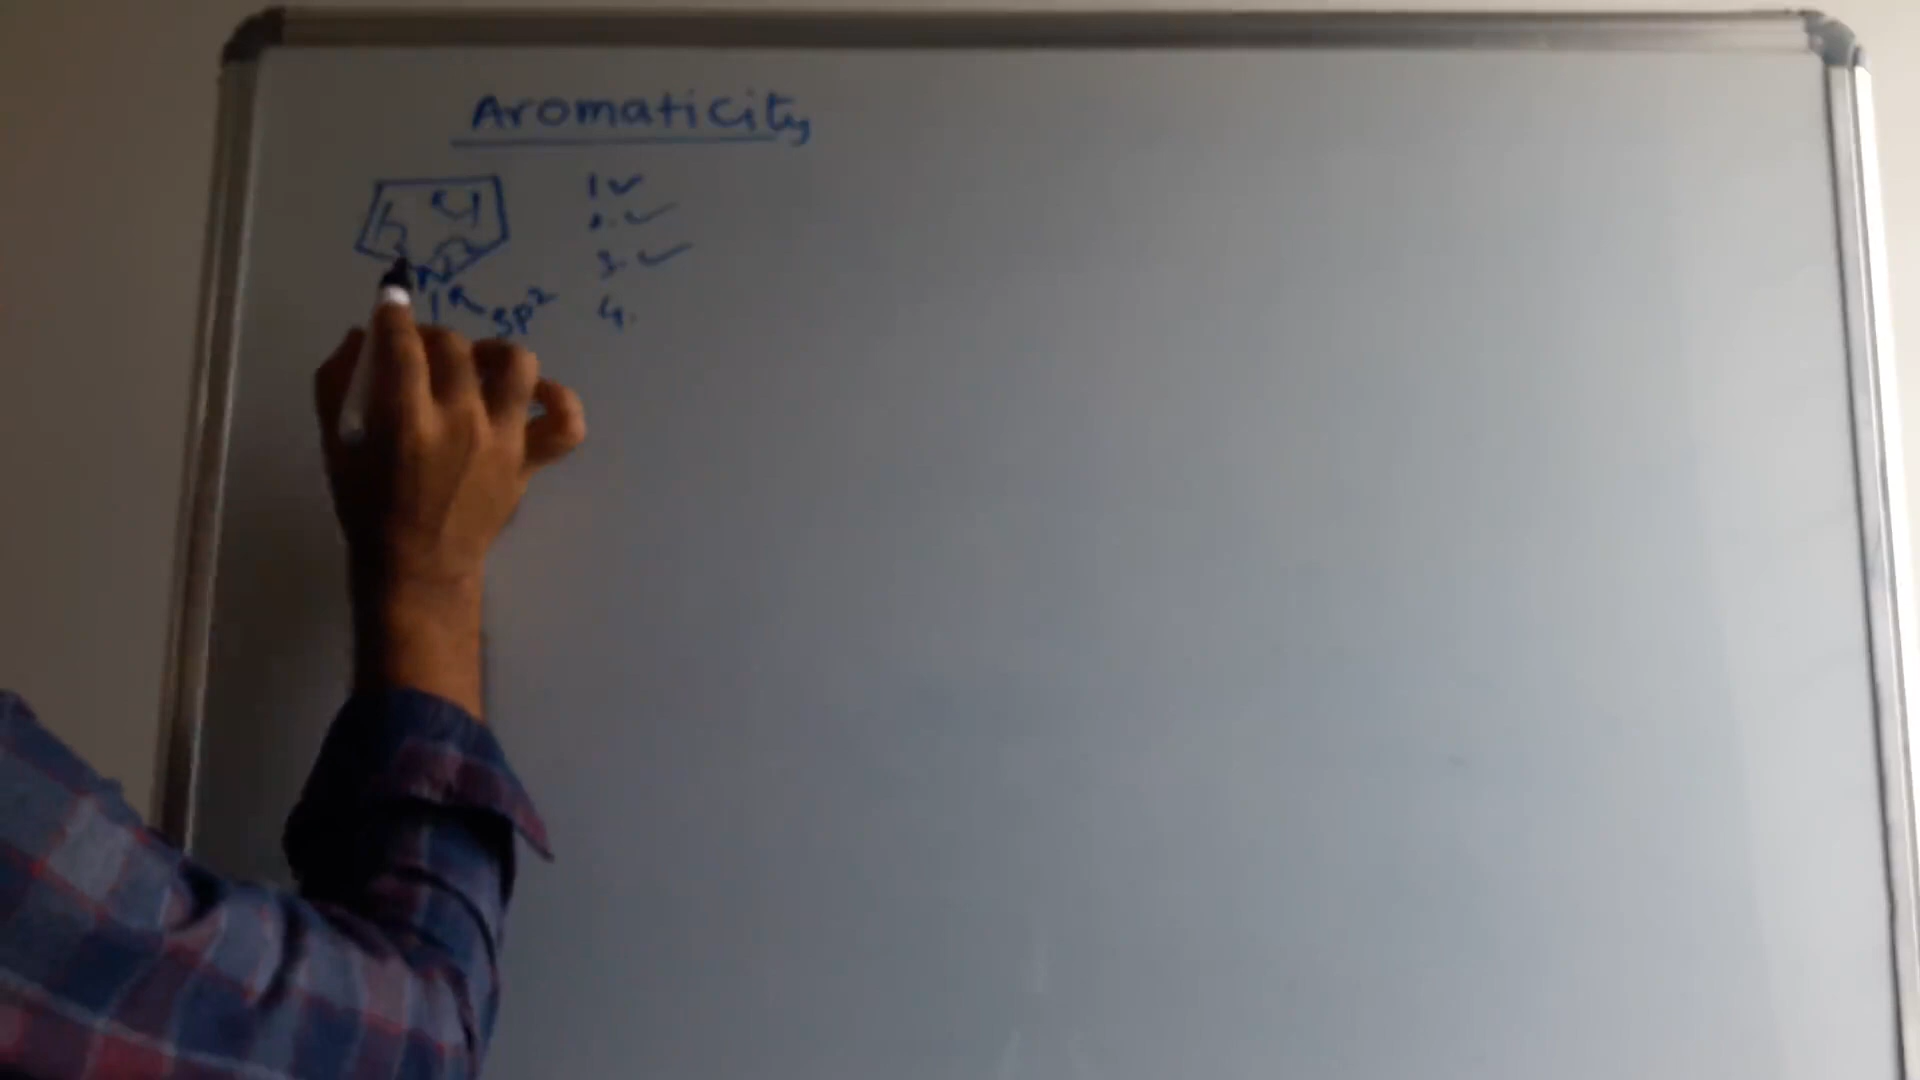 Aromaticity
1 ✓
2. ✓
3. ✓
N
sp²
4.